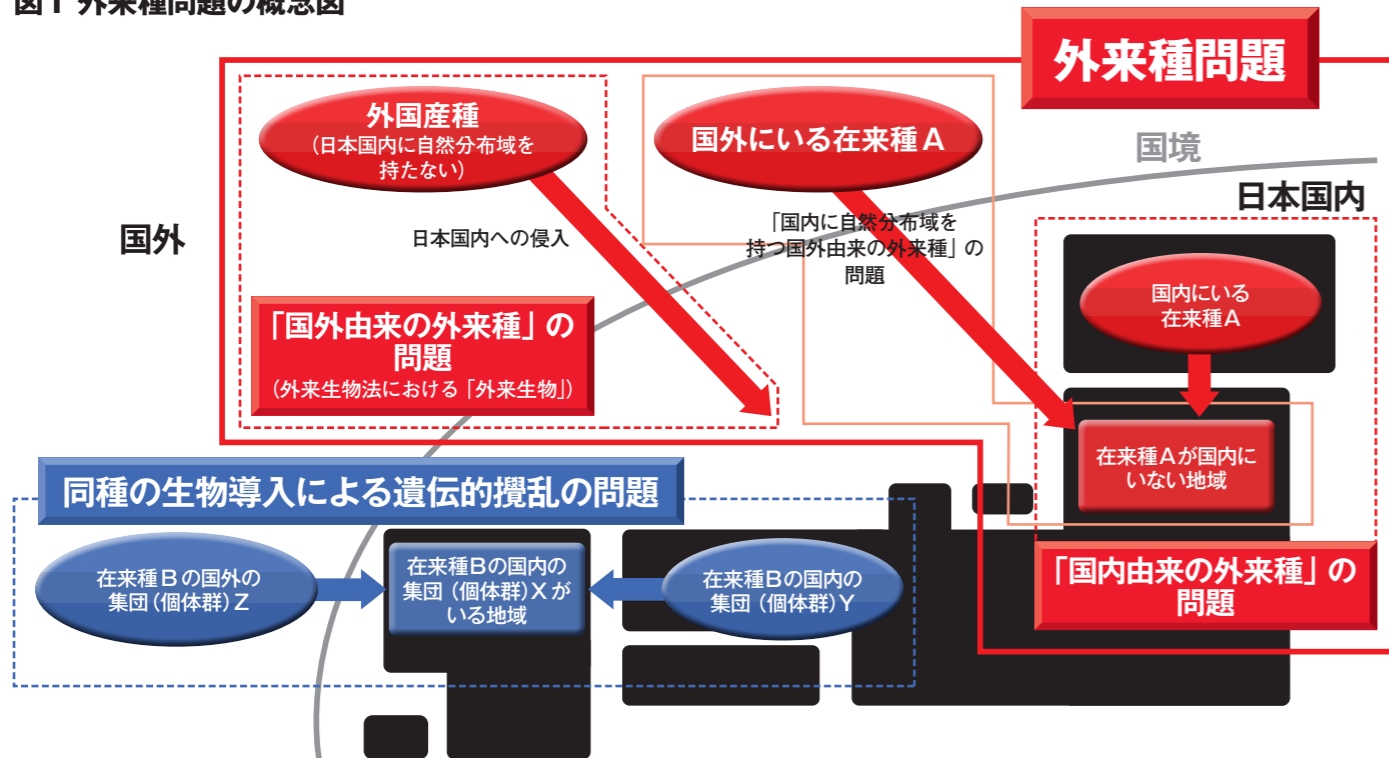 図1 外来種問題の概念図
外来種問題
外国産種
(日本国内に自然分布域を
持たない)
国外にいる在来種A
国境
日本国内
国外
日本国内への侵入
「国内に自然分布域を
持つ国外由来の外来種」の
問題
国内にいる
在来種A
「国外由来の外来種」の
問題
(外来生物法における「外来生物」)
在来種Aが国内に
いない地域
同種の生物導入による遺伝的攪乱の問題
在来種Bの国外の
集団(個体群)Z
在来種Bの国内の
集団(個体群)Xが
いる地域
在来種Bの国内の
集団(個体群)Y
「国内由来の外来種」の
問題